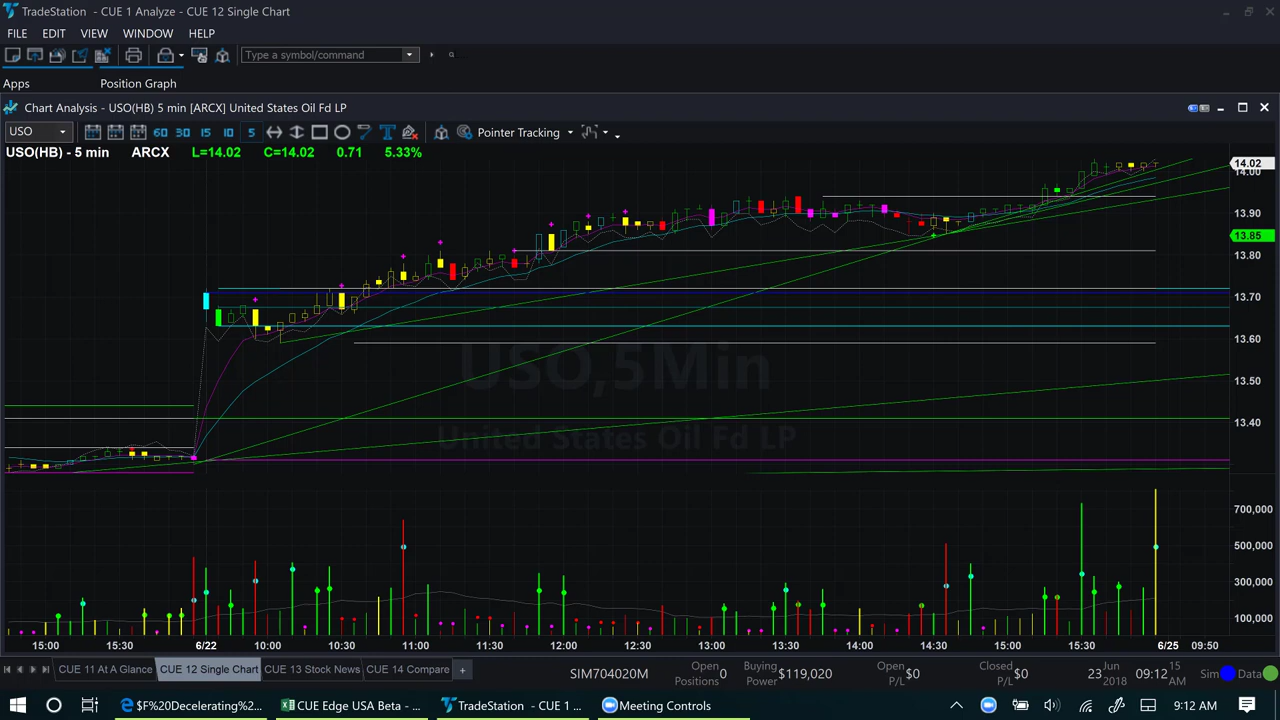 TradeStation - CUE 1 Analyze - CUE 12 Single Chart
FILE EDIT VIEW WINDOW HELP
Type a symbol/command
Apps Position Graph
Chart Analysis - USO(HB) 5 min [ARCX] United States Oil Fd LP
USO 60 30 15 10 5 T Pointer Tracking
USO(HB) - 5 min ARCX L=14.02 C=14.02 0.71 5.33%
14.02
14.00
13.90
13.85
13.80
13.70
13.60
USO,5Min
13.50
13.40
United States Oil Fd LP
700,000
500,000
300,000
100,000
15:00 15:30 6/22 10:00 10:30 11:00 11:30 12:00 12:30 13:00 13:30 14:00 14:30 15:00 15:30 6/25 09:50
CUE 11 At A Glance CUE 12 Single Chart CUE 13 Stock News CUE 14 Compare +
SIM704020M Open Positions 0 Buying Power $119,020 Open P/L $0 Closed P/L $0 Jun 23 2018 15 09:12 AM Sim Data
$F%20Decelerating%2... CUE Edge USA Beta - ... TradeStation - CUE 1 ... Meeting Controls 9:12 AM